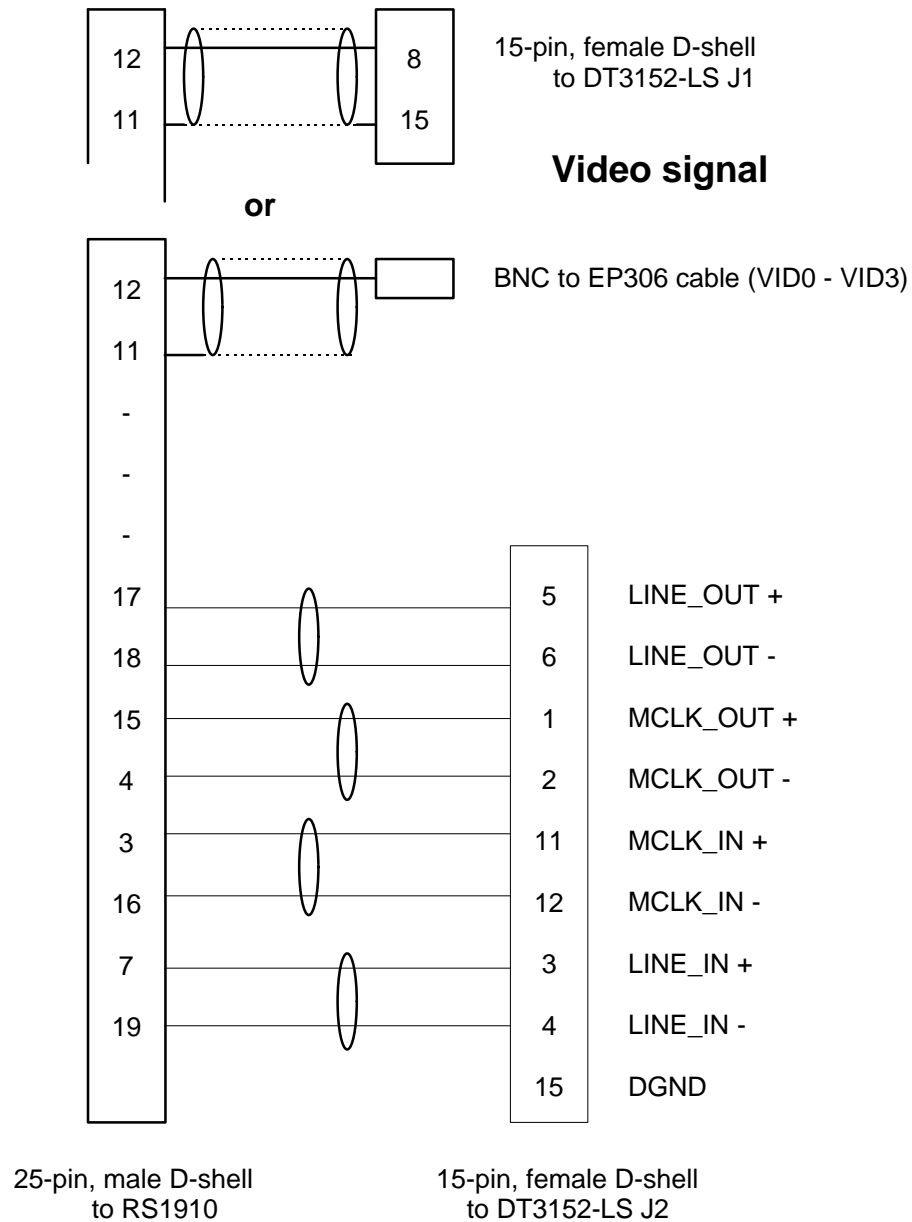 12 8 15-pin, female D-shell
to DT3152-LS J1
11 15
Video signal
or
12 BNC to EP306 cable (VID0 - VID3)
11
-
-
-
17 5 LINE_OUT +
18 6 LINE_OUT -
15 1 MCLK_OUT +
4 2 MCLK_OUT -
3 11 MCLK_IN +
16 12 MCLK_IN -
7 3 LINE_IN +
19 4 LINE_IN -
15 DGND
25-pin, male D-shell 15-pin, female D-shell
to RS1910 to DT3152-LS J2